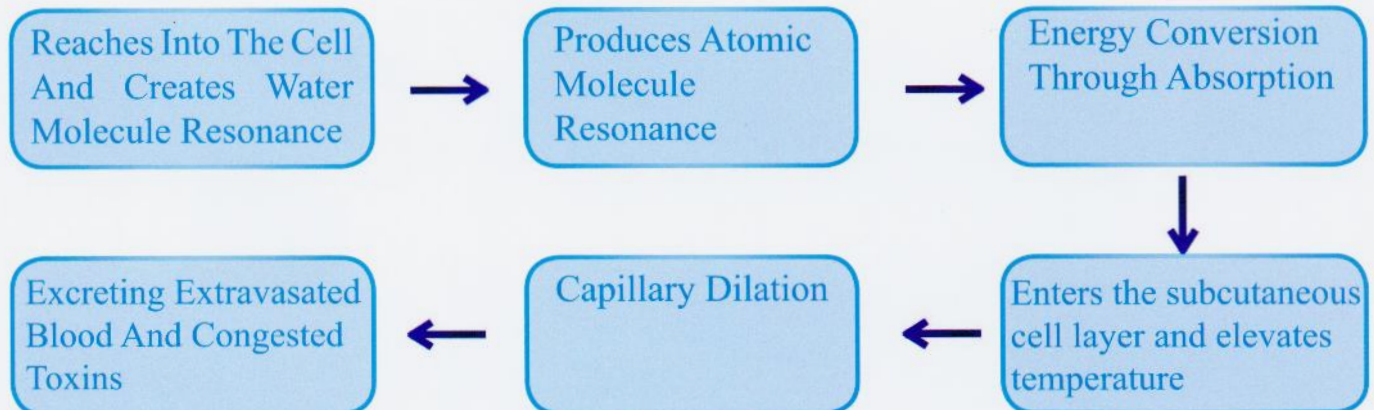 Reaches Into The Cell
And Creates Water
Molecule Resonance
Produces Atomic
Molecule
Resonance
Energy Conversion
Through Absorption
Enters the subcutaneous
cell layer and elevates
temperature
Capillary Dilation
Excreting Extravasated
Blood And Congested
Toxins